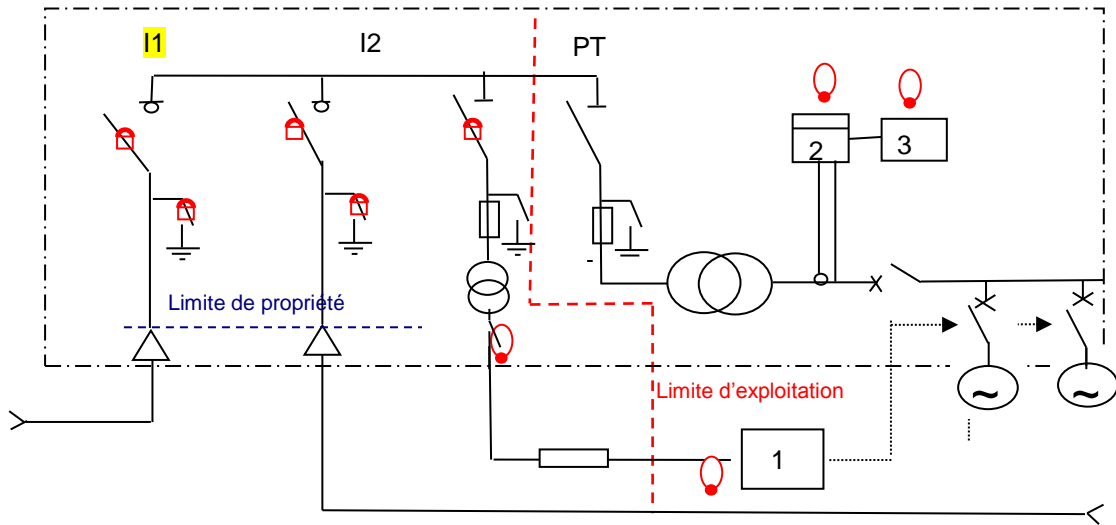 I1
I2
PT
2
3
Limite de propriété
Limite d'exploitation
1